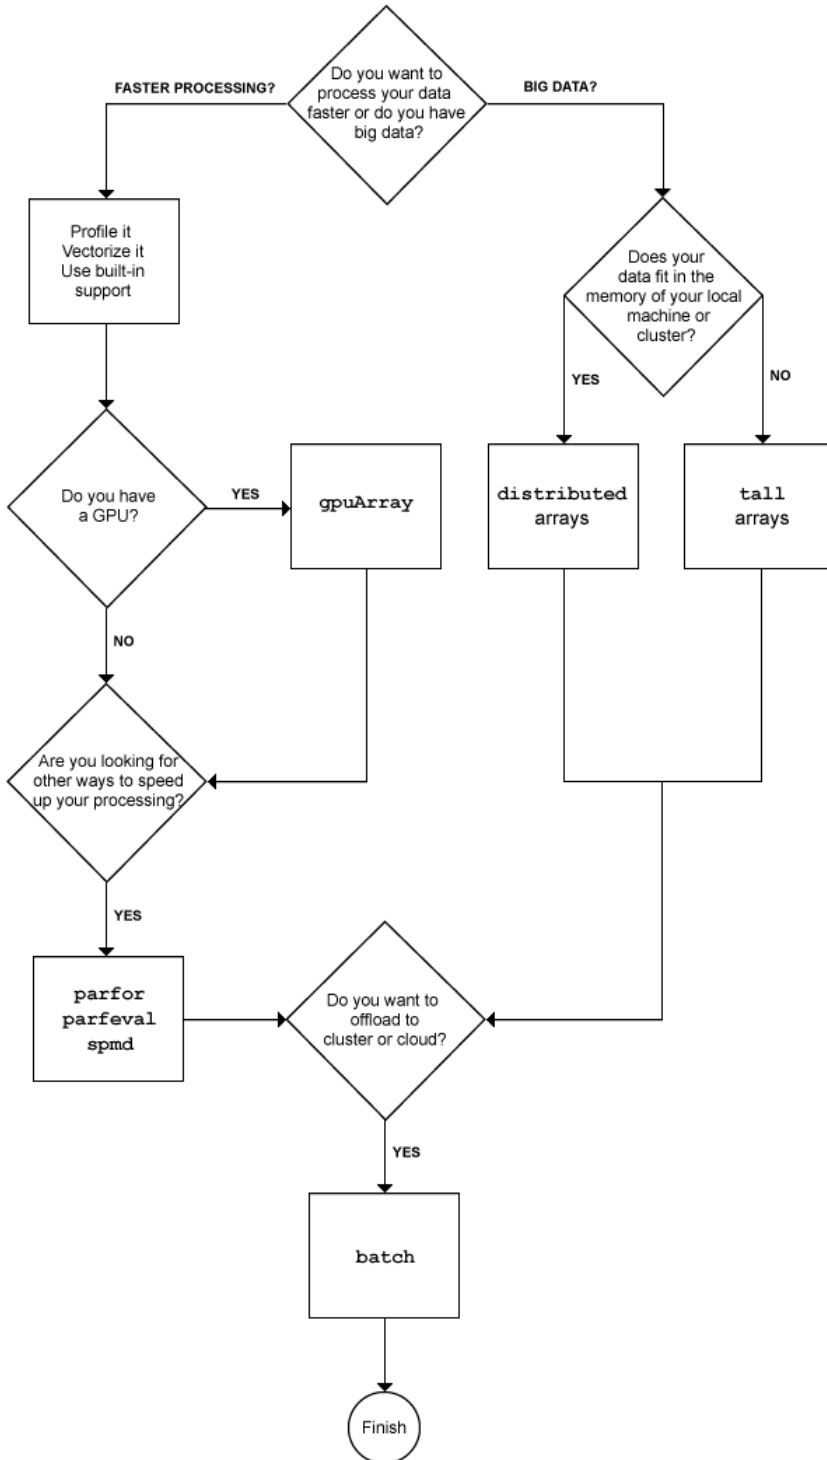 Do you want to
process your data
faster or do you have
big data?
FASTER PROCESSING?
BIG DATA?
Profile it
Vectorize it
Use built-in
support
Does your
data fit in the
memory of your local
machine or
cluster?
YES
NO
Do you have
a GPU?
YES
gpuArray
distributed
arrays
tall
arrays
NO
Are you looking for
other ways to speed
up your processing?
YES
parfor
parfeval
spmd
Do you want to
offload to
cluster or cloud?
YES
batch
Finish